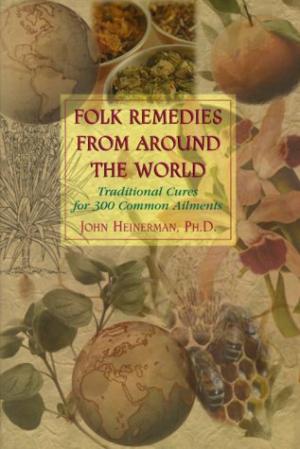 FOLK REMEDIES
FROM AROUND
THE WORLD
Traditional Cures
for 300 Common Ailments
JOHN HEINERMAN, PH.D.